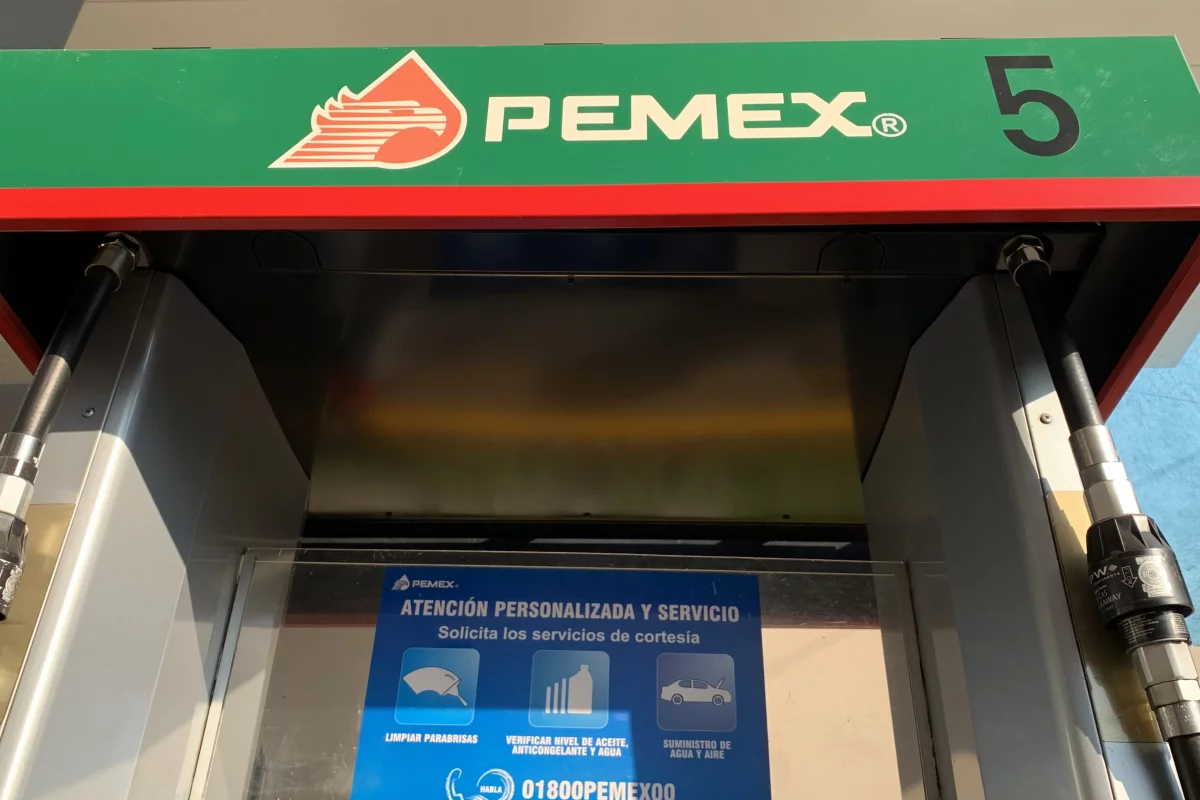 PEMEX®
5
PEMEX®
ATENCIÓN PERSONALIZADA Y SERVICIO
Solicita los servicios de cortesía
LIMPIAR PARABRISAS
VERIFICAR NIVEL DE ACEITE,
ANTICONGELANTE Y AGUA
SUMINISTRO DE
AGUA Y AIRE
HABLA
01800PEMEX00